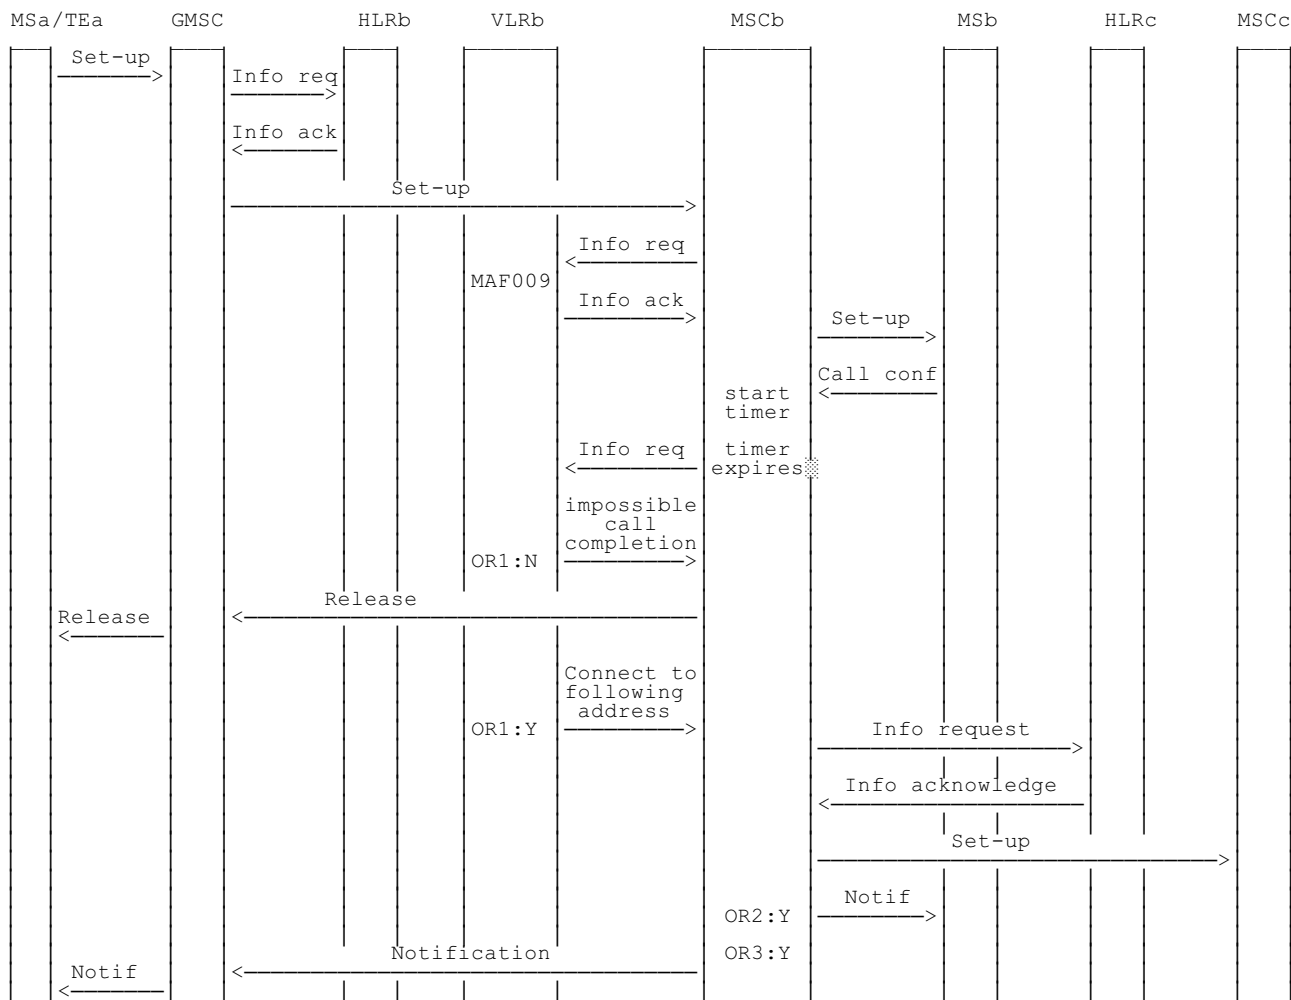 MSa/TEa GMSC HLRb VLRb MSCb MSb HLRc MSCc
Set-up
Info req
Info ack
Set-up
Info req
MAF009
Info ack
Set-up
Call conf
start
timer
Info req timer
expires
impossible
call
completion
OR1:N
Release
Release
Connect to
following
address
OR1:Y
Info request
Info acknowledge
Set-up
Notif
OR2:Y
Notification OR3:Y
Notif